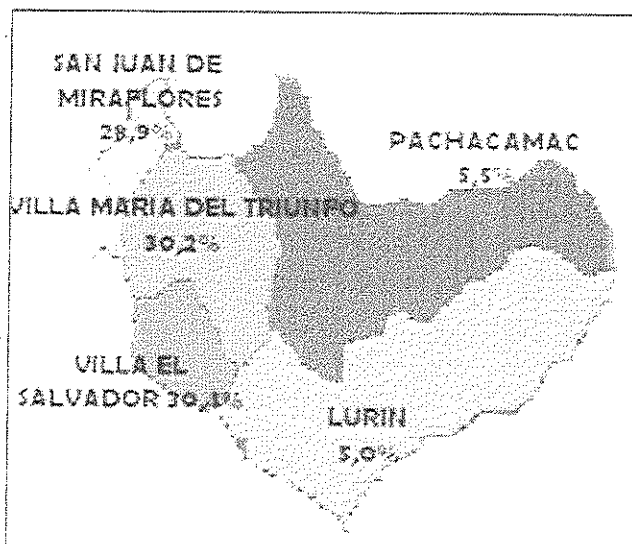 SAN JUAN DE
MIRAFLORES
28,9%
PACHACAMAC
5,5%
VILLA MARIA DEL TRIUNFO
30,2%
VILLA EL
SALVADOR
LURIN
5,0%